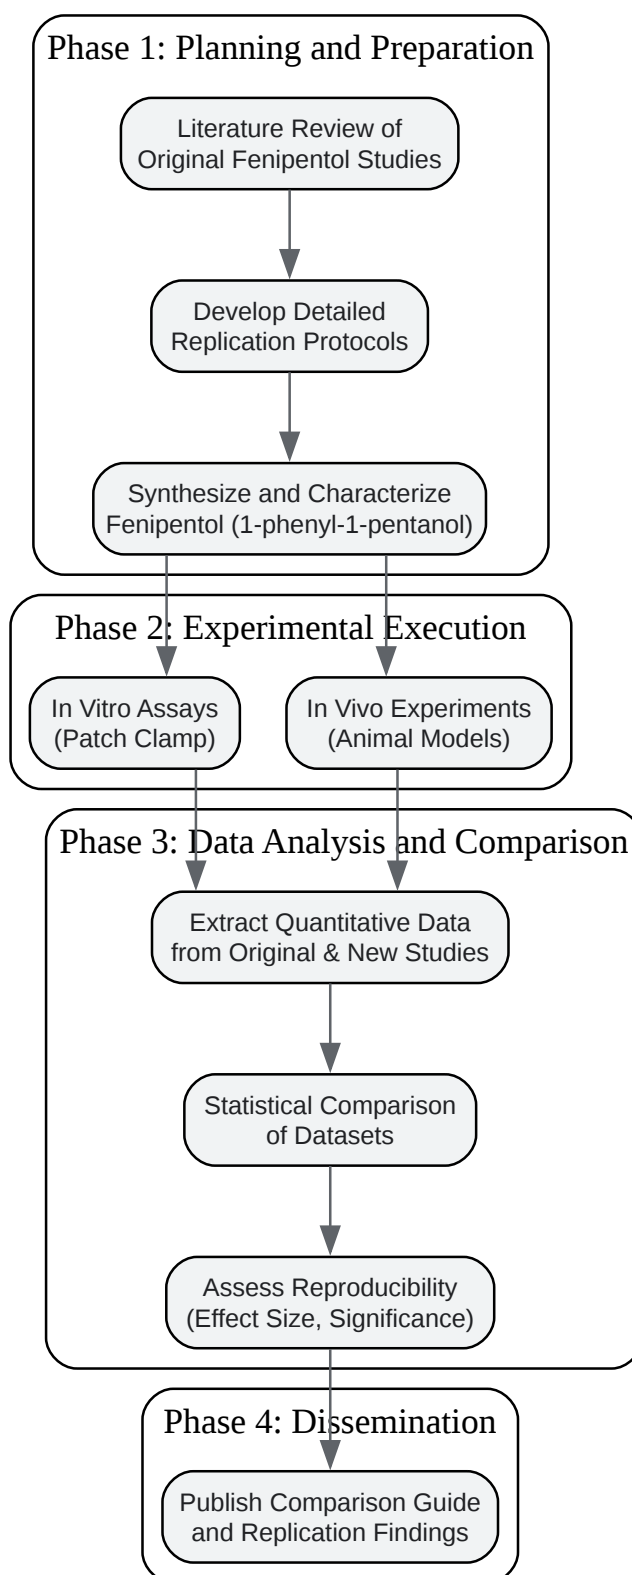 Phase 1: Planning and Preparation
Literature Review of
Original Fenipentol Studies
Develop Detailed
Replication Protocols
Synthesize and Characterize
Fenipentol (1-phenyl-1-pentanol)
Phase 2: Experimental Execution
In Vitro Assays
(Patch Clamp)
In Vivo Experiments
(Animal Models)
Phase 3: Data Analysis and Comparison
Extract Quantitative Data
from Original & New Studies
Statistical Comparison
of Datasets
Assess Reproducibility
(Effect Size, Significance)
Phase 4: Dissemination
Publish Comparison Guide
and Replication Findings